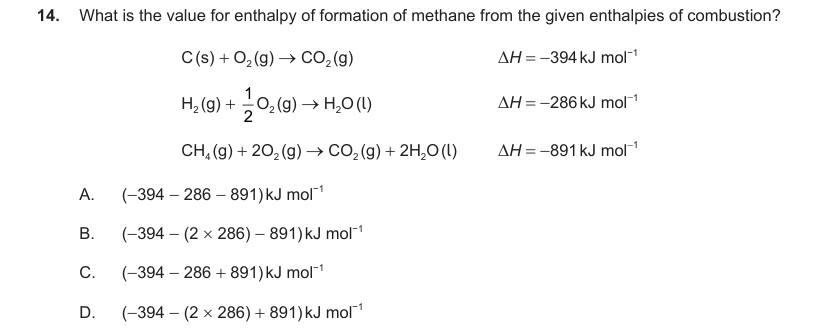 14. What is the value for enthalpy of formation of methane from the given enthalpies of combustion?
C(s) + O₂(g) → CO₂(g) ΔH = –394 kJ mol⁻¹
H₂(g) + 1/2 O₂(g) → H₂O(l) ΔH = –286 kJ mol⁻¹
CH₄(g) + 2O₂(g) → CO₂(g) + 2H₂O(l) ΔH = –891 kJ mol⁻¹
A. (–394 – 286 – 891) kJ mol⁻¹
B. (–394 – (2 × 286) – 891) kJ mol⁻¹
C. (–394 – 286 + 891) kJ mol⁻¹
D. (–394 – (2 × 286) + 891) kJ mol⁻¹